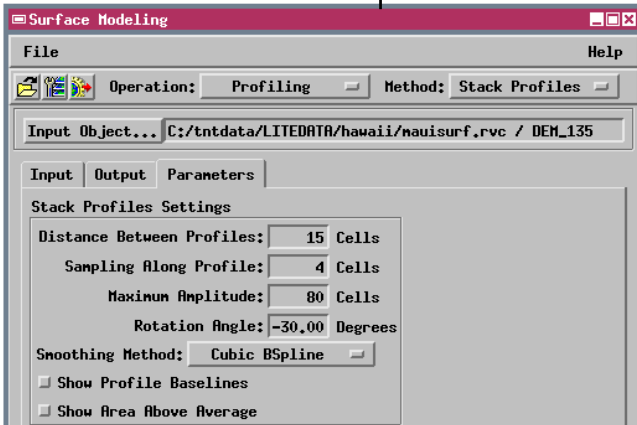 Surface Modeling
File Help
Operation: Profiling Method: Stack Profiles
Input Object... C:/tntdata/LITEDATA/hawaii/mauisurf.rvc / DEM_135
Input Output Parameters
Stack Profiles Settings
Distance Between Profiles: 15 Cells
Sampling Along Profile: 4 Cells
Maximum Amplitude: 80 Cells
Rotation Angle: -30.00 Degrees
Smoothing Method: Cubic BSpline
Show Profile Baselines
Show Area Above Average